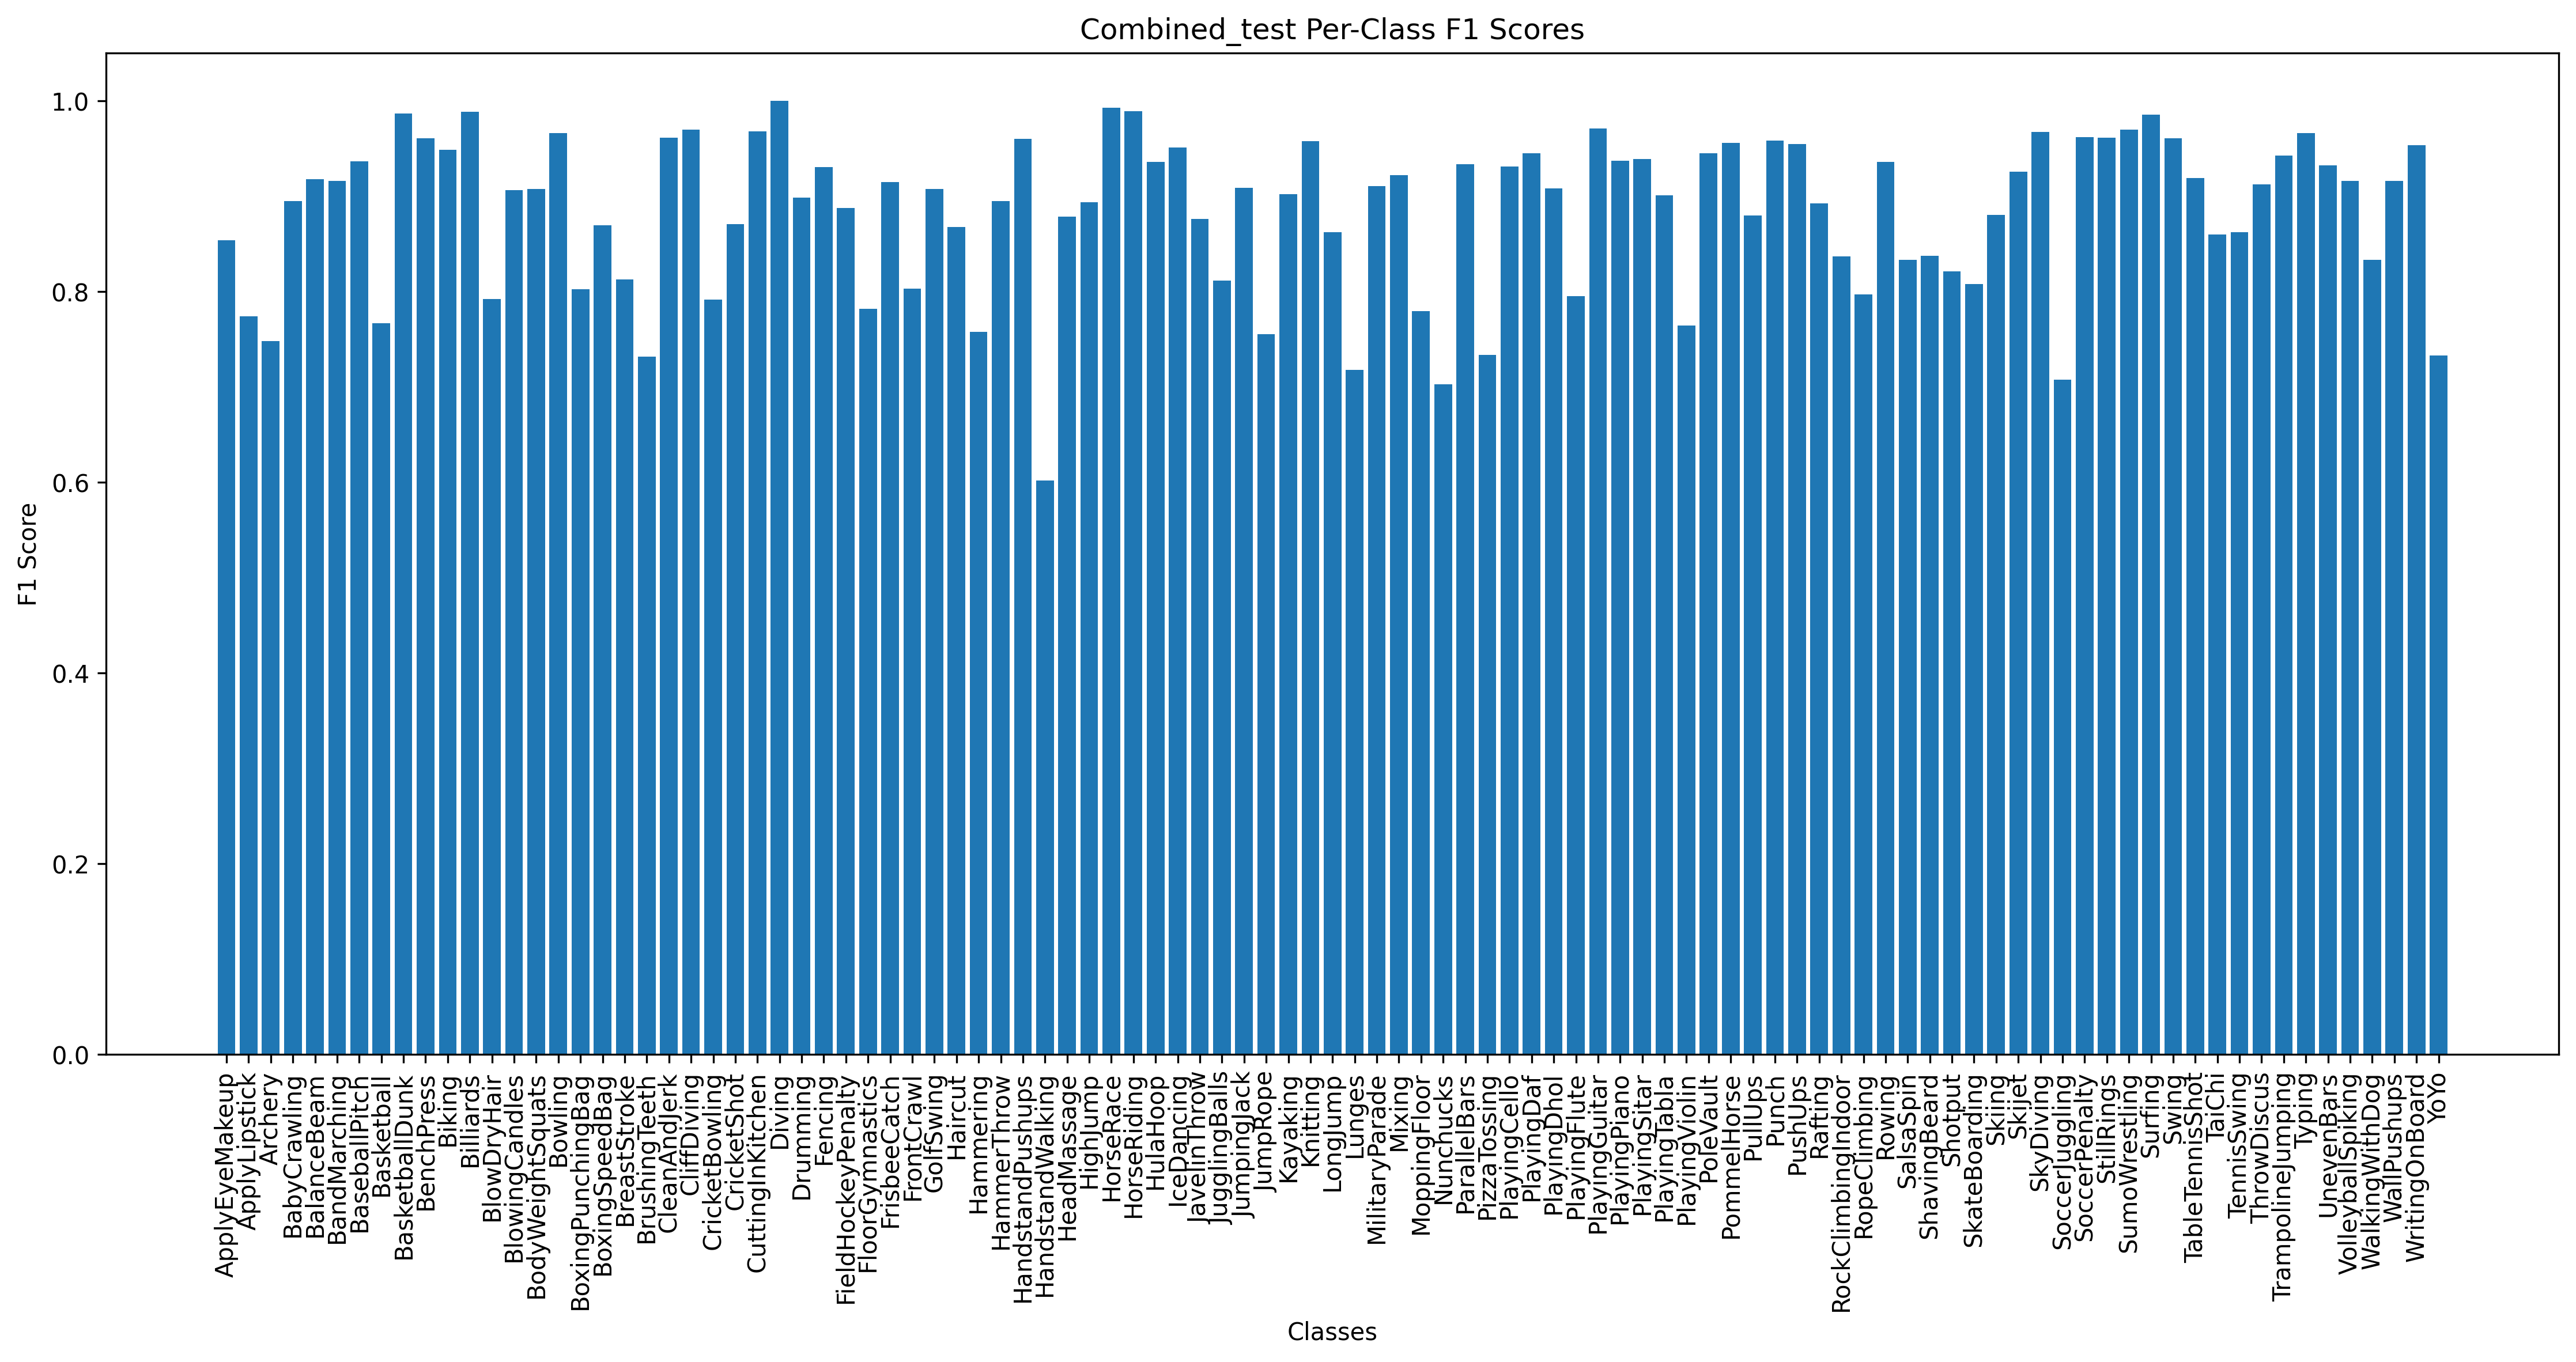 Combined_test Per-Class F1 Scores
F1 Score
1.0
0.8
0.6
0.4
0.2
0.0
ApplyEyeMakeup
ApplyLipstick
Archery
BabyCrawling
BalanceBeam
BandMarching
BaseballPitch
Basketball
BasketballDunk
BenchPress
Biking
Billiards
BlowDryHair
BlowingCandles
BodyWeightSquats
Bowling
BoxingPunchingBag
BoxingSpeedBag
BreastStroke
BrushingTeeth
CleanAndJerk
CliffDiving
CricketBowling
CricketShot
CuttingInKitchen
Diving
Drumming
Fencing
FieldHockeyPenalty
FloorGymnastics
FrisbeeCatch
FrontCrawl
GolfSwing
Haircut
Hammering
HammerThrow
HandstandPushups
HandstandWalking
HeadMassage
HighJump
HorseRace
HorseRiding
HulaHoop
IceDancing
JavelinThrow
JugglingBalls
JumpingJack
JumpRope
Kayaking
Knitting
LongJump
Lunges
MilitaryParade
Mixing
MoppingFloor
Nunchucks
ParallelBars
PizzaTossing
PlayingCello
PlayingDaf
PlayingDhol
PlayingFlute
PlayingGuitar
PlayingPiano
PlayingSitar
PlayingTabla
PlayingViolin
PoleVault
PommelHorse
PullUps
Punch
PushUps
Rafting
RockClimbingIndoor
RopeClimbing
Rowing
SalsaSpin
ShavingBeard
Shotput
SkateBoarding
Skiing
Skijet
SkyDiving
SoccerJuggling
SoccerPenalty
StillRings
SumoWrestling
Surfing
Swing
TableTennisShot
TaiChi
TennisSwing
ThrowDiscus
TrampolineJumping
Typing
UnevenBars
VolleyballSpiking
WalkingWithDog
WallPushups
WritingOnBoard
YoYo
Classes